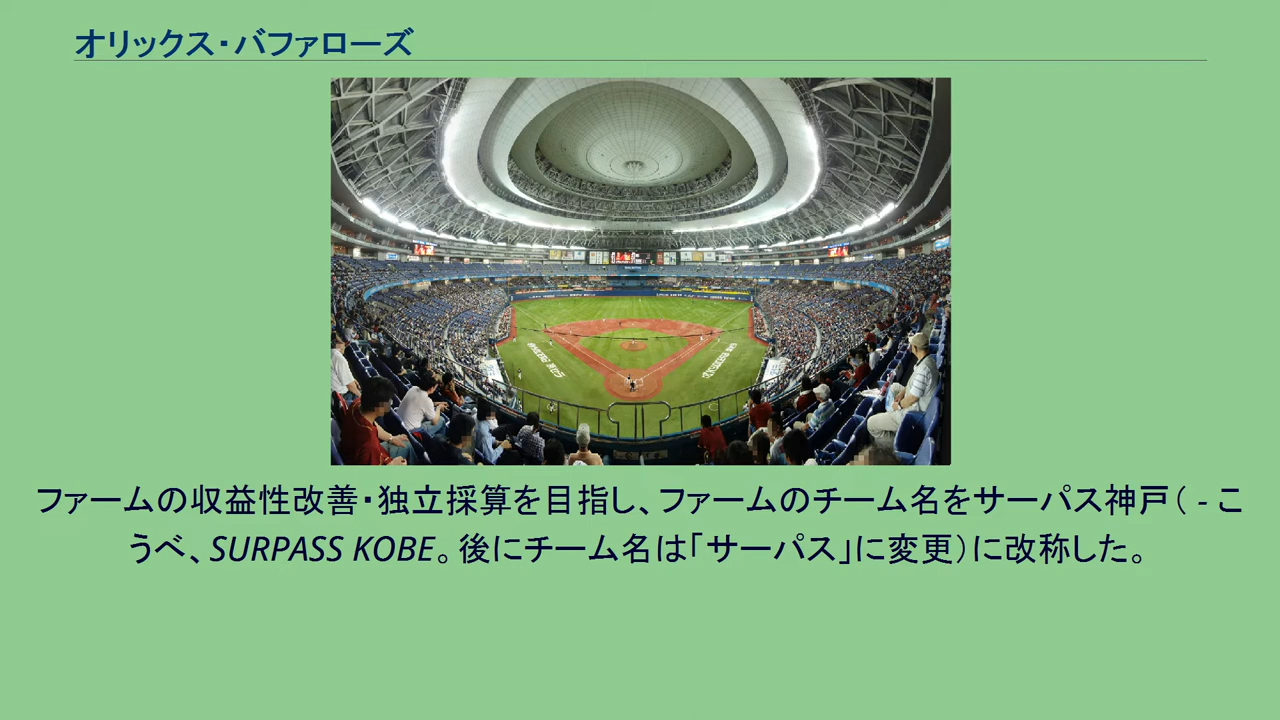 オリックス・バファローズ
ファームの収益性改善・独立採算を目指し、ファームのチーム名をサーパス神戸（ - こ
うべ、SURPASS KOBE。後にチーム名は「サーパス」に変更）に改称した。